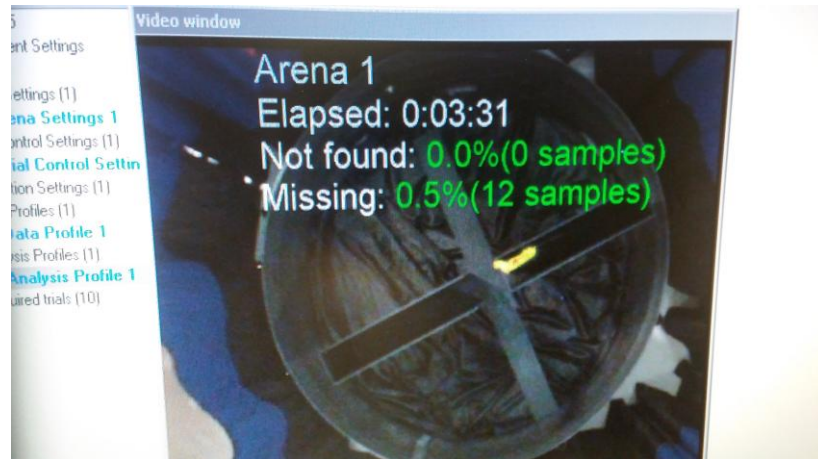 Video window
Settings
ettings (1)
ena Settings 1
ontrol Settings (1)
ial Control Settin
tion Settings (1)
Profiles (1)
ata Profile 1
sis Profiles (1)
Analysis Profile 1
uired trials (10)
Arena 1
Elapsed: 0:03:31
Not found: 0.0%(0 samples)
Missing: 0.5%(12 samples)